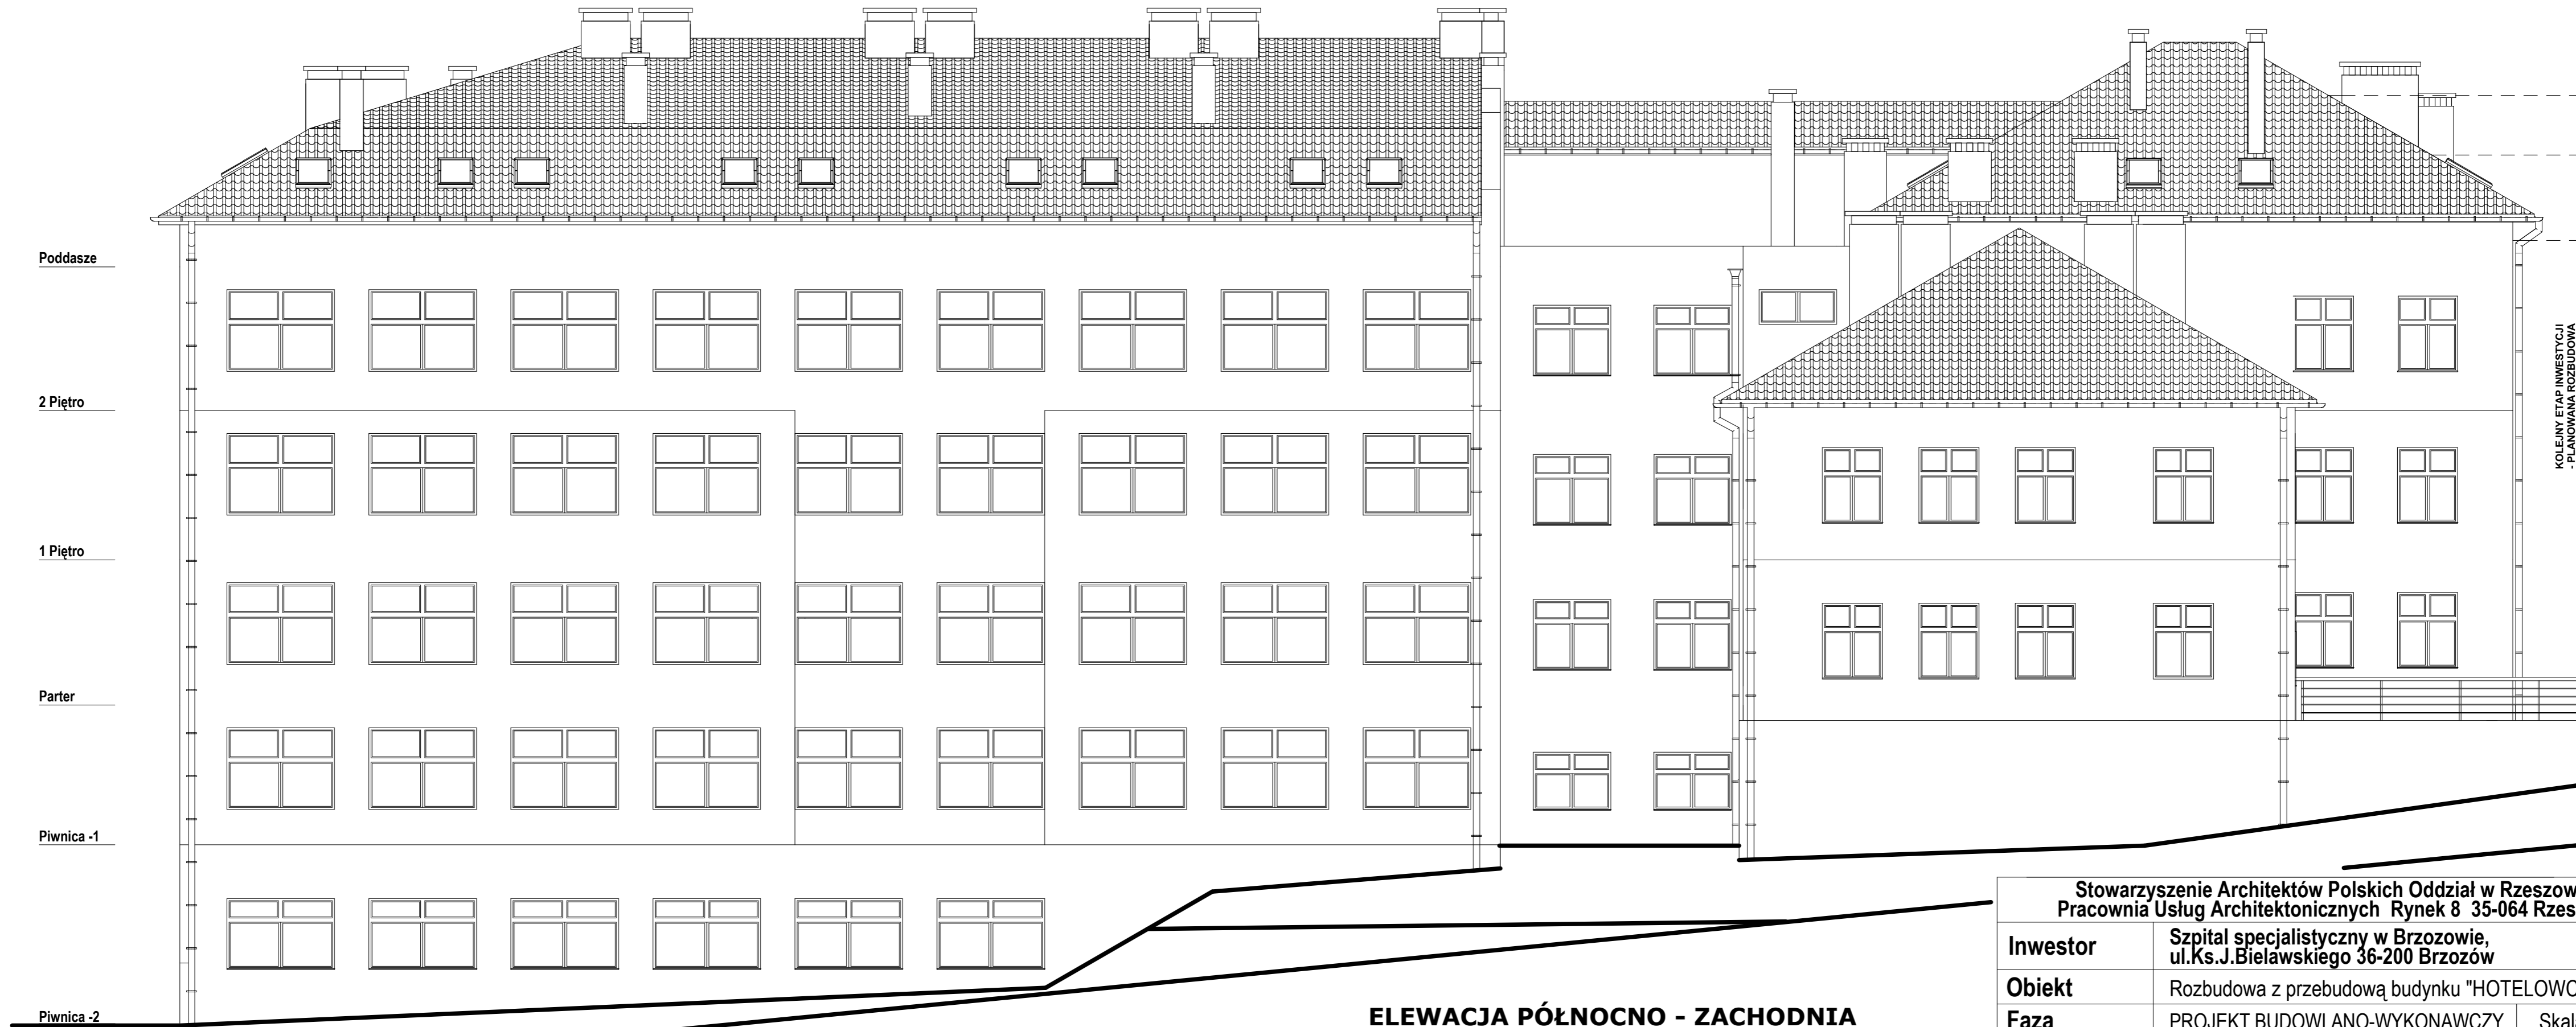 Poddasze
2 Piętro
1 Piętro
Parter
Piwnica -1
Piwnica -2
KOLEJNY ETAP INWESTYCJI
- PLANOWANA ROZBUDOWA
ELEWACJA PÓŁNOCNO - ZACHODNIA
Stowarzyszenie Architektów Polskich Oddział w Rzeszow
Pracownia Usług Architektonicznych Rynek 8 35-064 Rzes
Inwestor
Szpital specjalistyczny w Brzozowie,
ul.Ks.J.Bielawskiego 36-200 Brzozów
Obiekt
Rozbudowa z przebudową budynku "HOTELOWC
Faza
PROJEKT BUDOWLANO-WYKONAWCZY
Skal